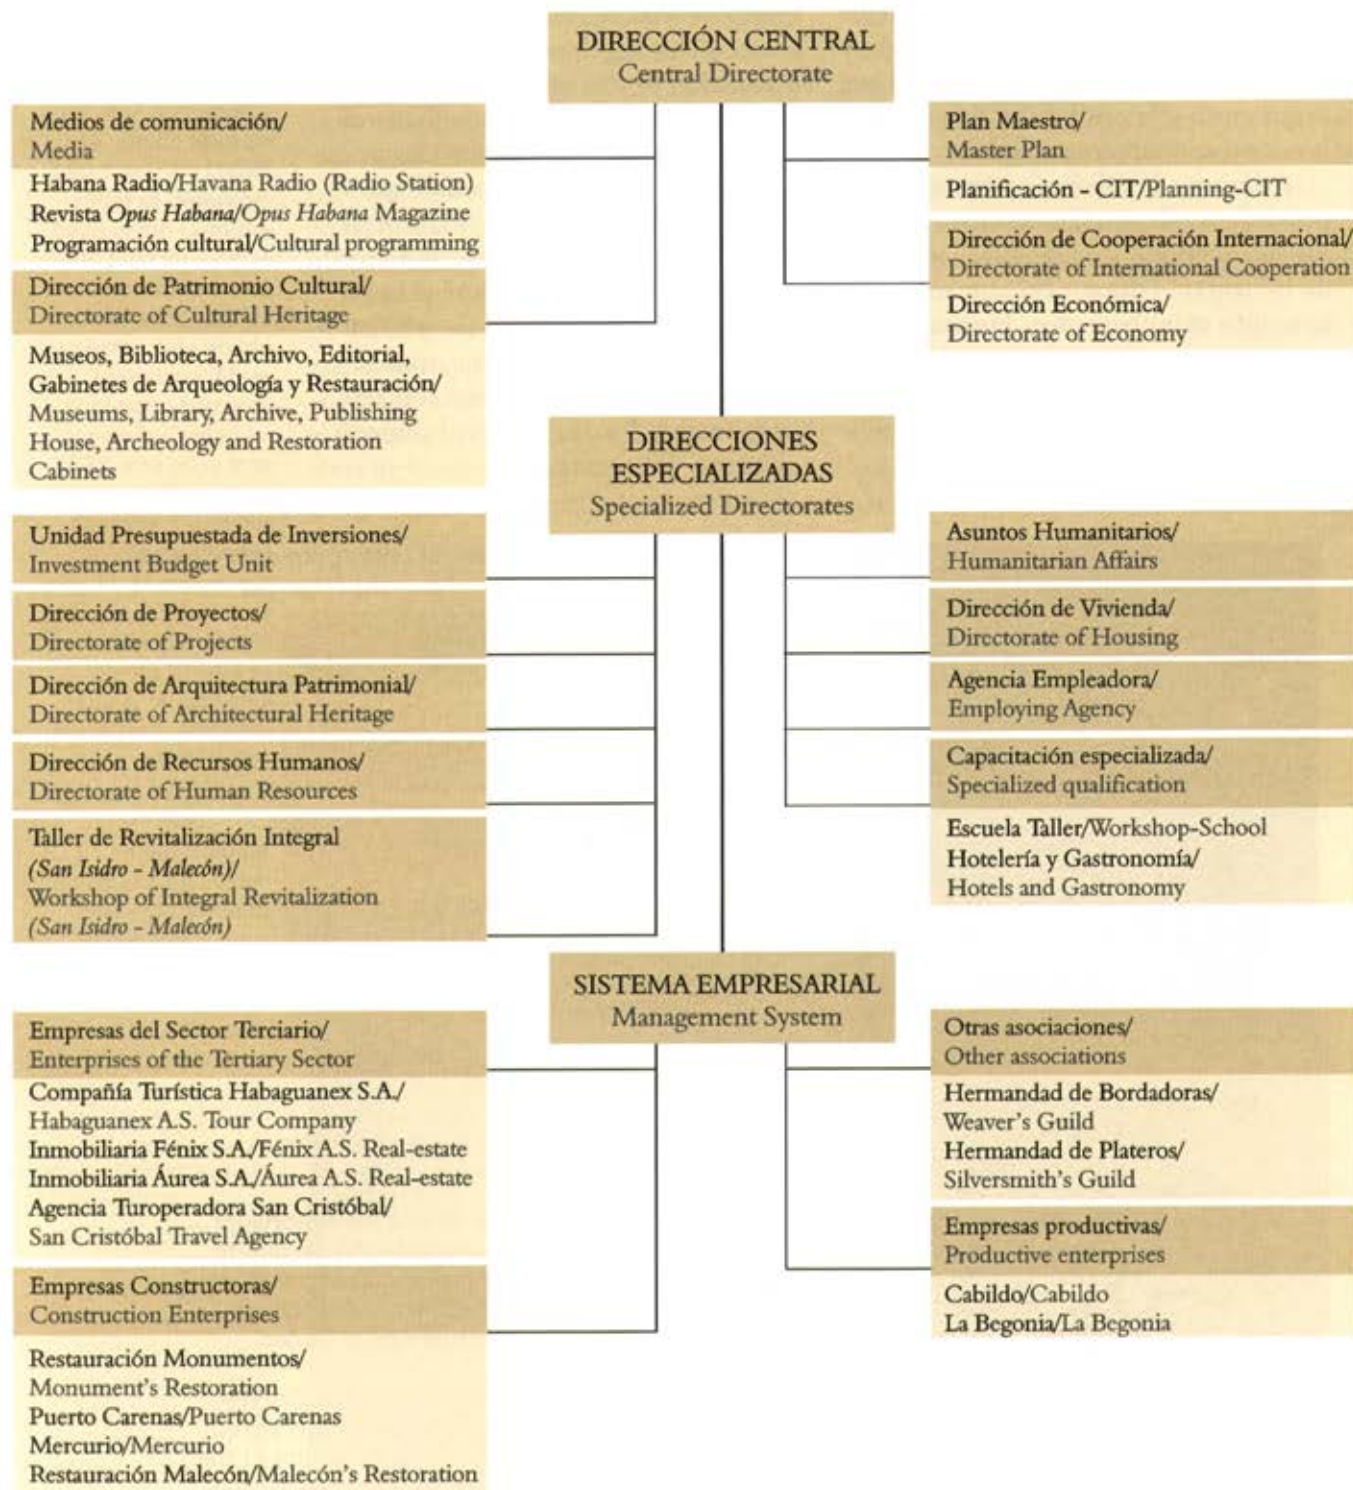 DIRECCIÓN CENTRAL
Central Directorate
Medios de comunicación/
Media
Habana Radio/Havana Radio (Radio Station)
Revista Opus Habana/Opus Habana Magazine
Programación cultural/Cultural programming
Dirección de Patrimonio Cultural/
Directorate of Cultural Heritage
Museos, Biblioteca, Archivo, Editorial,
Gabinetes de Arqueología y Restauración/
Museums, Library, Archive, Publishing
House, Archeology and Restoration
Cabinets
Plan Maestro/
Master Plan
Planificación - CIT/Planning-CIT
Dirección de Cooperación Internacional/
Directorate of International Cooperation
Dirección Económica/
Directorate of Economy
DIRECCIONES
ESPECIALIZADAS
Specialized Directorates
Unidad Presupuestada de Inversiones/
Investment Budget Unit
Dirección de Proyectos/
Directorate of Projects
Dirección de Arquitectura Patrimonial/
Directorate of Architectural Heritage
Dirección de Recursos Humanos/
Directorate of Human Resources
Taller de Revitalización Integral
(San Isidro - Malecón)/
Workshop of Integral Revitalization
(San Isidro - Malecón)
Asuntos Humanitarios/
Humanitarian Affairs
Dirección de Vivienda/
Directorate of Housing
Agencia Empleadora/
Employing Agency
Capacitación especializada/
Specialized qualification
Escuela Taller/Workshop-School
Hotelería y Gastronomía/
Hotels and Gastronomy
SISTEMA EMPRESARIAL
Management System
Empresas del Sector Terciario/
Enterprises of the Tertiary Sector
Compañía Turística Habaguanex S.A./
Habaguanex A.S. Tour Company
Inmobiliaria Fénix S.A./Fénix A.S. Real-estate
Inmobiliaria Áurea S.A./Áurea A.S. Real-estate
Agencia Turoperadora San Cristóbal/
San Cristóbal Travel Agency
Empresas Constructoras/
Construction Enterprises
Restauración Monumentos/
Monument's Restoration
Puerto Carenas/Puerto Carenas
Mercurio/Mercurio
Restauración Malecón/Malecón's Restoration
Otras asociaciones/
Other associations
Hermandad de Bordadoras/
Weaver's Guild
Hermandad de Plateros/
Silversmith's Guild
Empresas productivas/
Productive enterprises
Cabildo/Cabildo
La Begonia/La Begonia